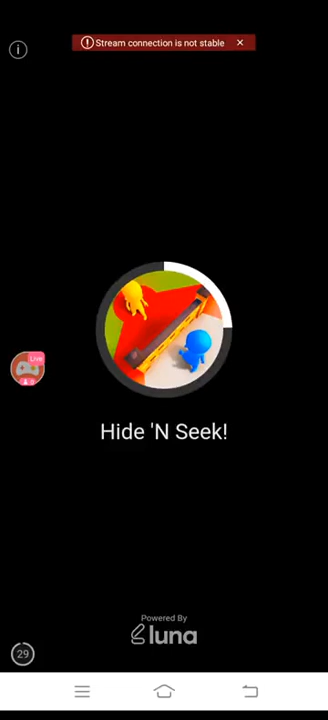 Stream connection is not stable
Live
Hide 'N Seek!
Powered By
luna
29